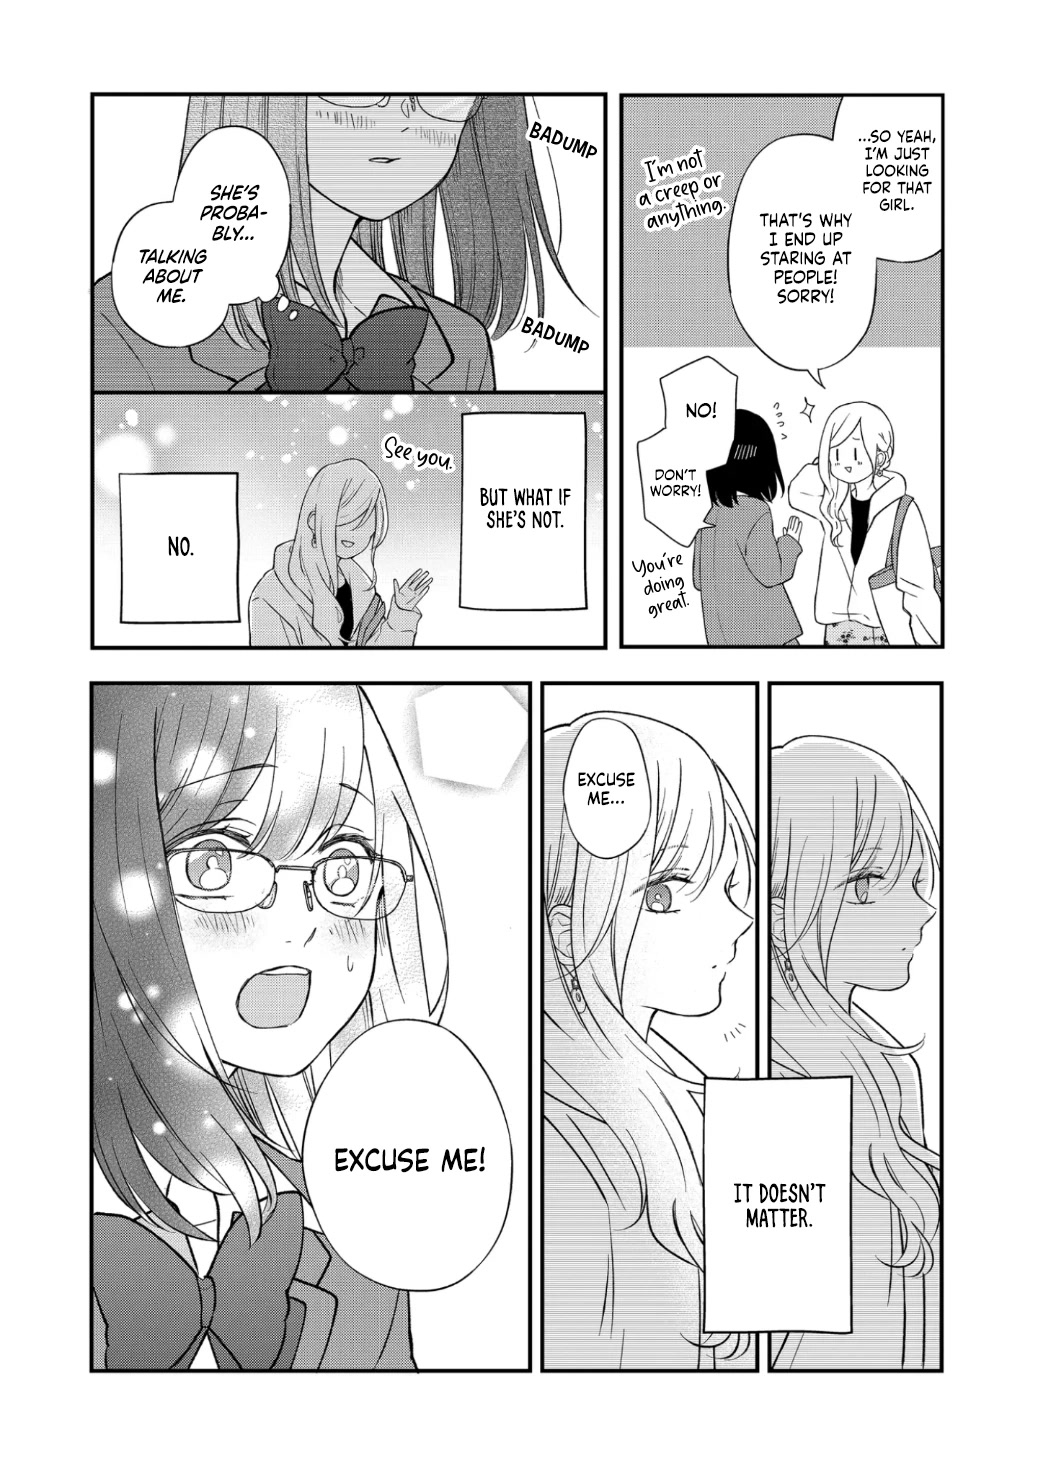 ...SO YEAH,
I'M JUST
LOOKING
FOR THAT
GIRL.
THAT'S WHY
I END UP
STARING AT
PEOPLE!
SORRY!
I'm not
a creep or
anything.
NO!
DON'T
WORRY!
You're
doing
great.
BADUMP
SHE'S
PROBA-
BLY...
TALKING
ABOUT
ME.
BADUMP
BUT WHAT IF
SHE'S NOT.
See you.
NO.
IT DOESN'T
MATTER.
EXCUSE
ME...
EXCUSE ME!